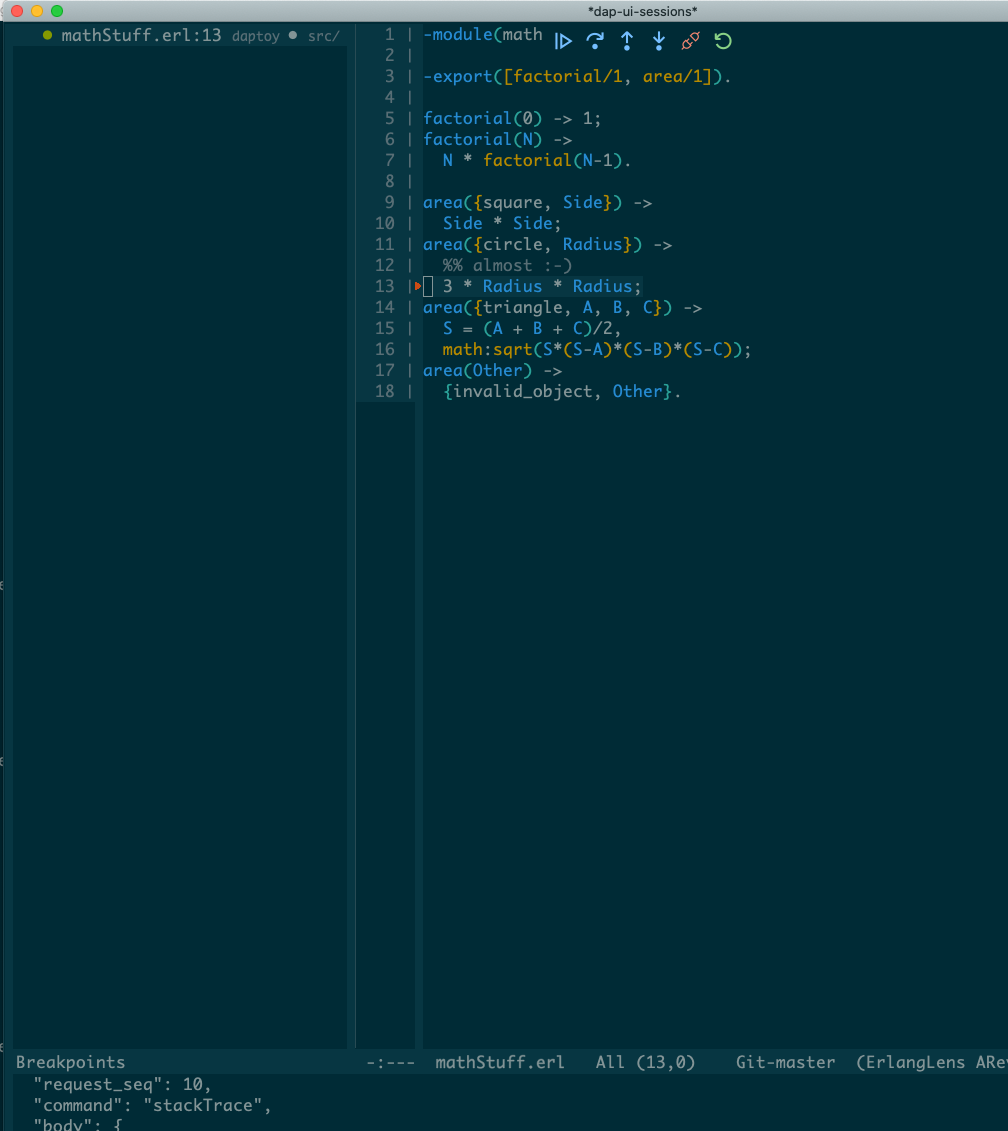 *dap-ui-sessions*
mathStuff.erl:13 daptoy src/
1 | -module(math
2 |
3 | -export([factorial/1, area/1]).
4 |
5 | factorial(0) -> 1;
6 | factorial(N) ->
7 |   N * factorial(N-1).
8 |
9 | area({square, Side}) ->
10 |   Side * Side;
11 | area({circle, Radius}) ->
12 |   %% almost :-)
13 |   3 * Radius * Radius;
14 | area({triangle, A, B, C}) ->
15 |   S = (A + B + C)/2,
16 |   math:sqrt(S*(S-A)*(S-B)*(S-C));
17 | area(Other) ->
18 |   {invalid_object, Other}.
Breakpoints
-:--- mathStuff.erl All (13,0) Git-master (ErlangLens ARe
"request_seq": 10,
"command": "stackTrace",
"body": {